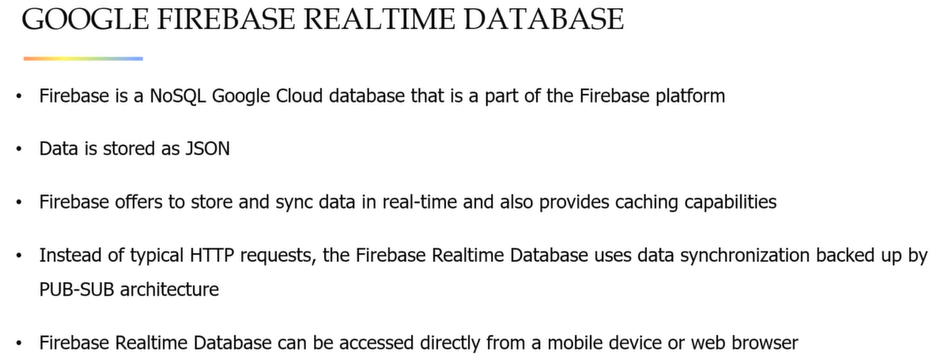 GOOGLE FIREBASE REALTIME DATABASE
• Firebase is a NoSQL Google Cloud database that is a part of the Firebase platform
• Data is stored as JSON
• Firebase offers to store and sync data in real-time and also provides caching capabilities
• Instead of typical HTTP requests, the Firebase Realtime Database uses data synchronization backed up by
PUB-SUB architecture
• Firebase Realtime Database can be accessed directly from a mobile device or web browser